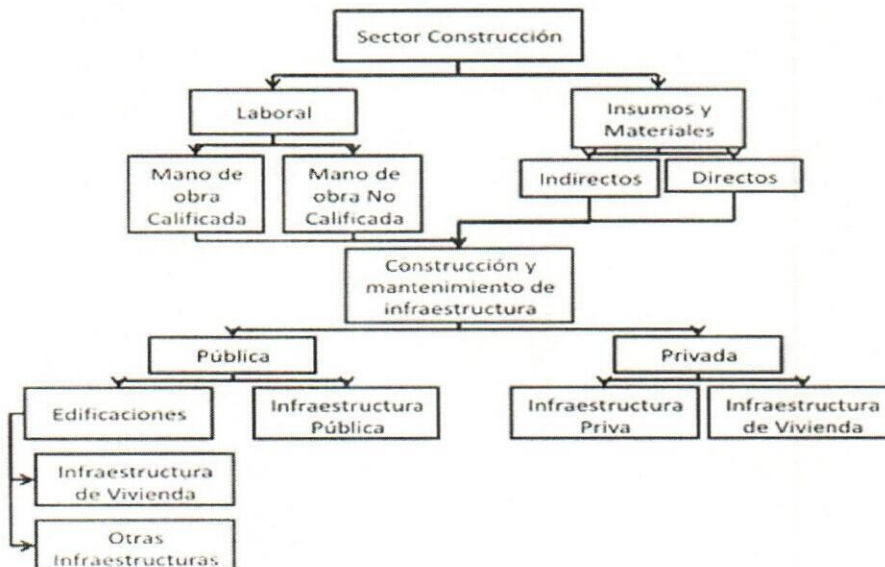 Sector Construcción
Laboral
Insumos y
Materiales
Mano de
obra
Calificada
Mano de
obra No
Calificada
Indirectos
Directos
Construcción y
mantenimiento de
infraestructura
Pública
Privada
Edificaciones
Infraestructura
Pública
Infraestructura
Priva
Infraestructura
de Vivienda
Infraestructura
de Vivienda
Otras
Infraestructuras